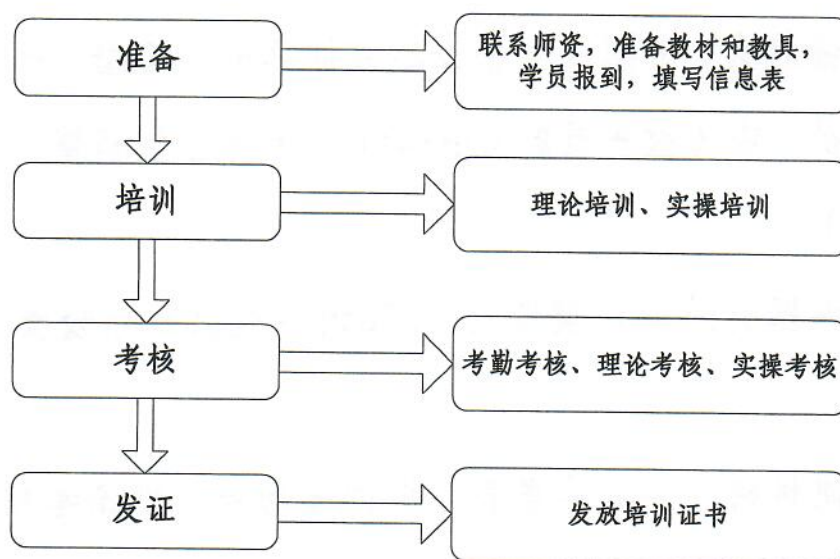 准备
联系师资，准备教材和教具，
学员报到，填写信息表
培训
理论培训、实操培训
考核
考勤考核、理论考核、实操考核
发证
发放培训证书